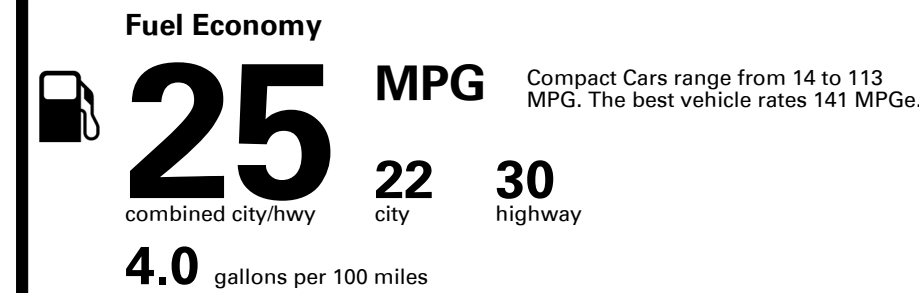 Fuel Economy
25
MPG
Compact Cars range from 14 to 113
MPG. The best vehicle rates 141 MPGe.
combined city/hwy
22
city
30
highway
4.0 gallons per 100 miles